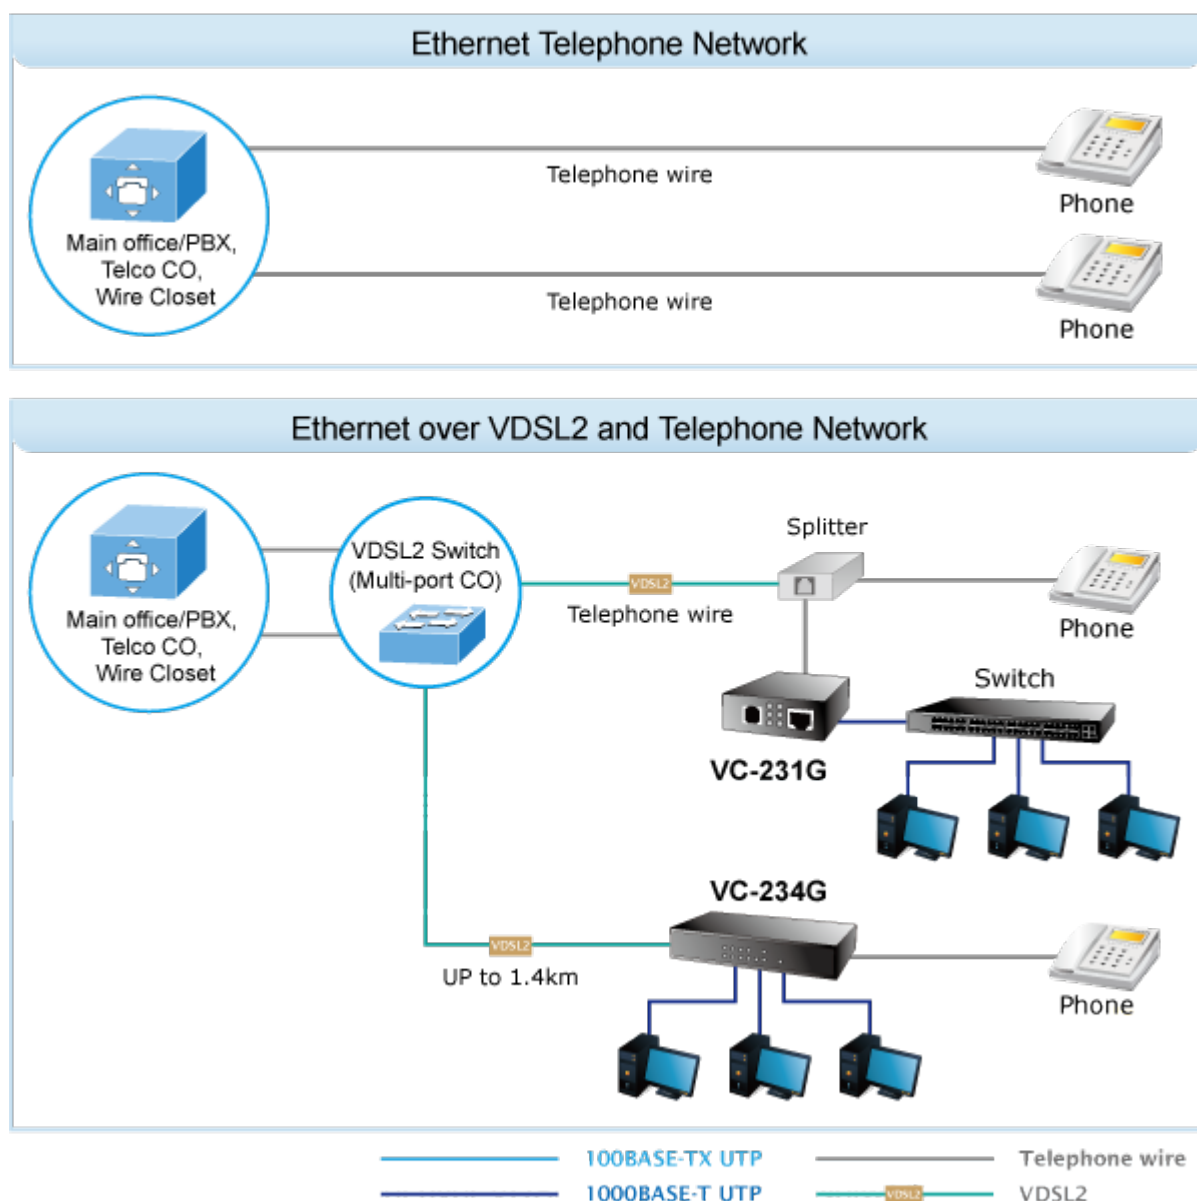 Ethernet Telephone Network
Telephone wire
Phone
Main office/PBX,
Telco CO,
Wire Closet
Telephone wire
Phone
Ethernet over VDSL2 and Telephone Network
Splitter
VDSL2 Switch
(Multi-port CO)
VDSL2
Telephone wire
Phone
Main office/PBX,
Telco CO,
Wire Closet
Switch
VC-231G
VC-234G
VDSL2
UP to 1.4km
Phone
100BASE-TX UTP
Telephone wire
1000BASE-T UTP
VDSL2
VDSL2